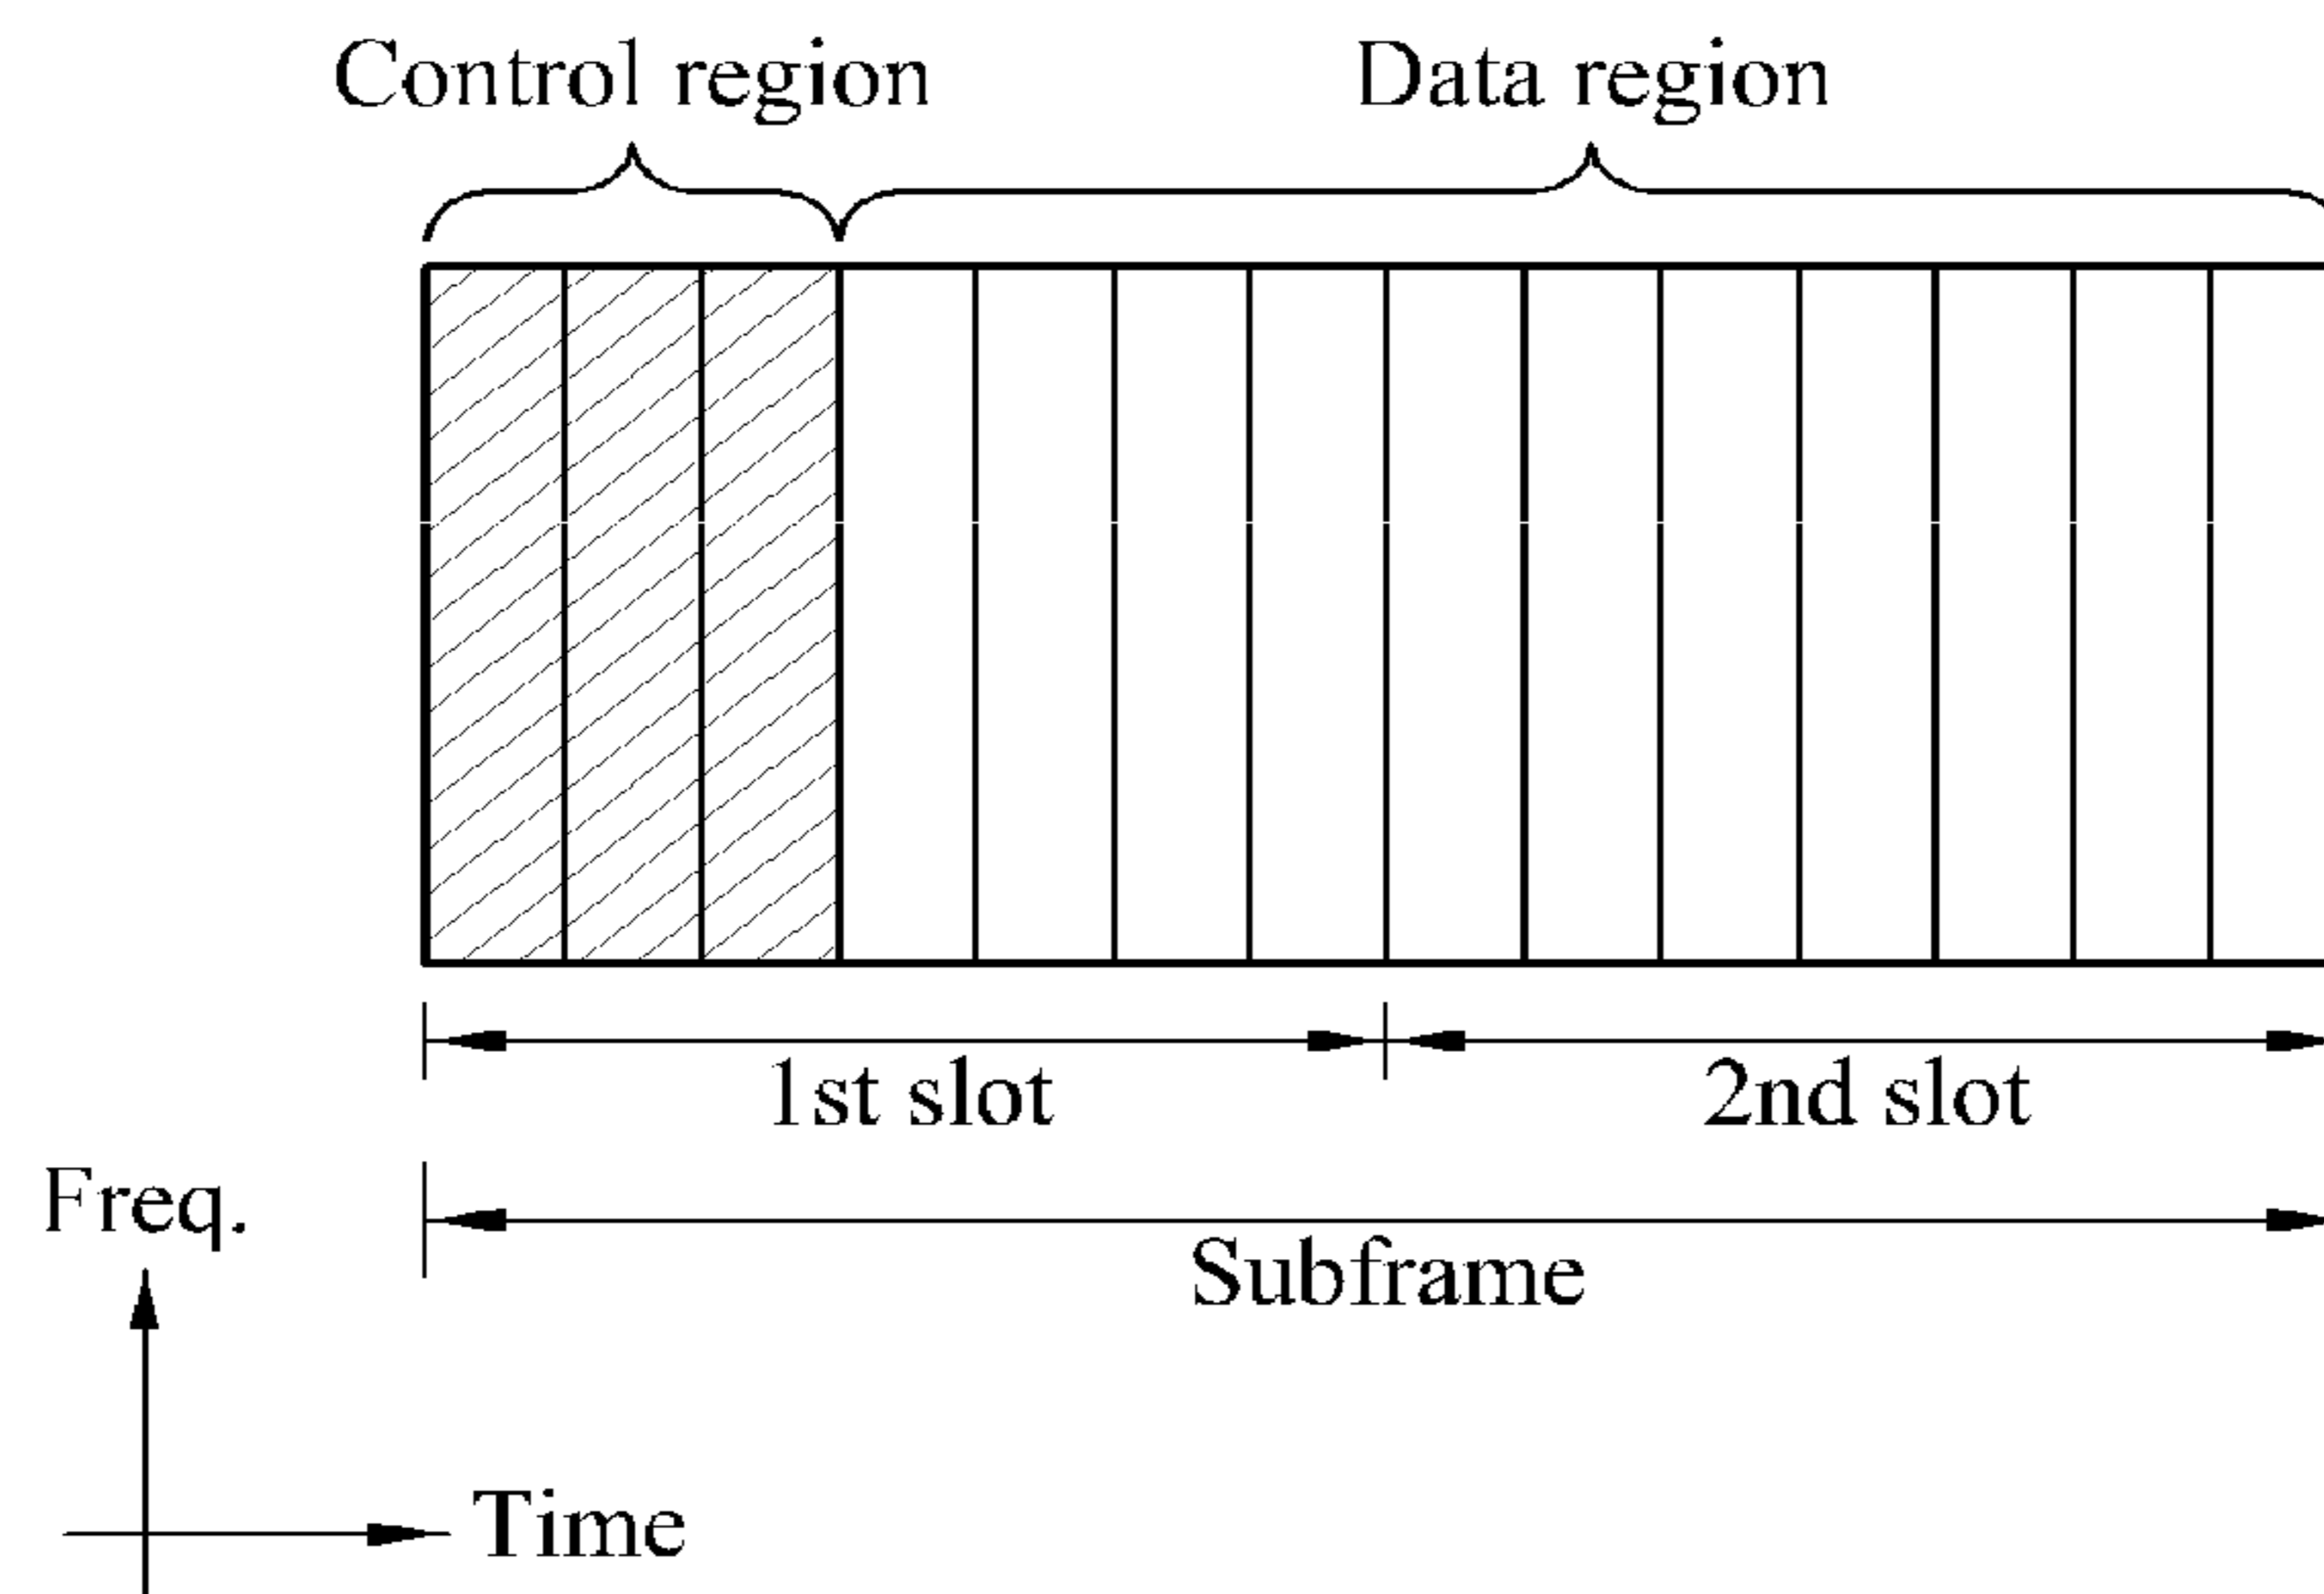 Control region
Data region
1st slot
2nd slot
Subframe
Freq.
Time